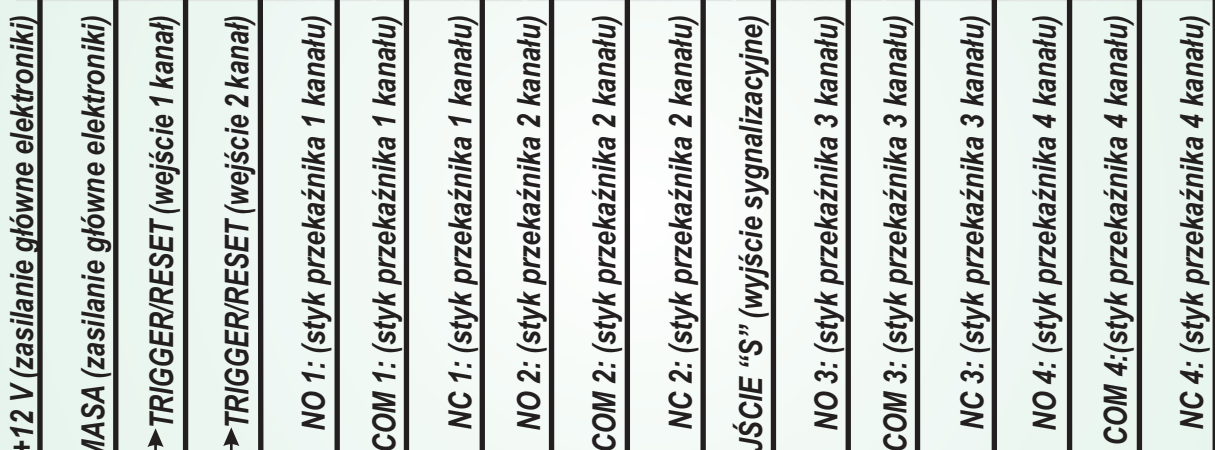 +12 V (zasilanie główne elektroniki)
MASA (zasilanie główne elektroniki)
TRIGGER/RESET (wejście 1 kanał)
TRIGGER/RESET (wejście 2 kanał)
NO 1: (styk przekaźnika 1 kanału)
COM 1: (styk przekaźnika 1 kanału)
NC 1: (styk przekaźnika 1 kanału)
NO 2: (styk przekaźnika 2 kanału)
COM 2: (styk przekaźnika 2 kanału)
NC 2: (styk przekaźnika 2 kanału)
JŚCIE “S” (wyjście sygnalizacyjne)
NO 3: (styk przekaźnika 3 kanału)
COM 3: (styk przekaźnika 3 kanału)
NC 3: (styk przekaźnika 3 kanału)
NO 4: (styk przekaźnika 4 kanału)
COM 4:(styk przekaźnika 4 kanału)
NC 4: (styk przekaźnika 4 kanału)